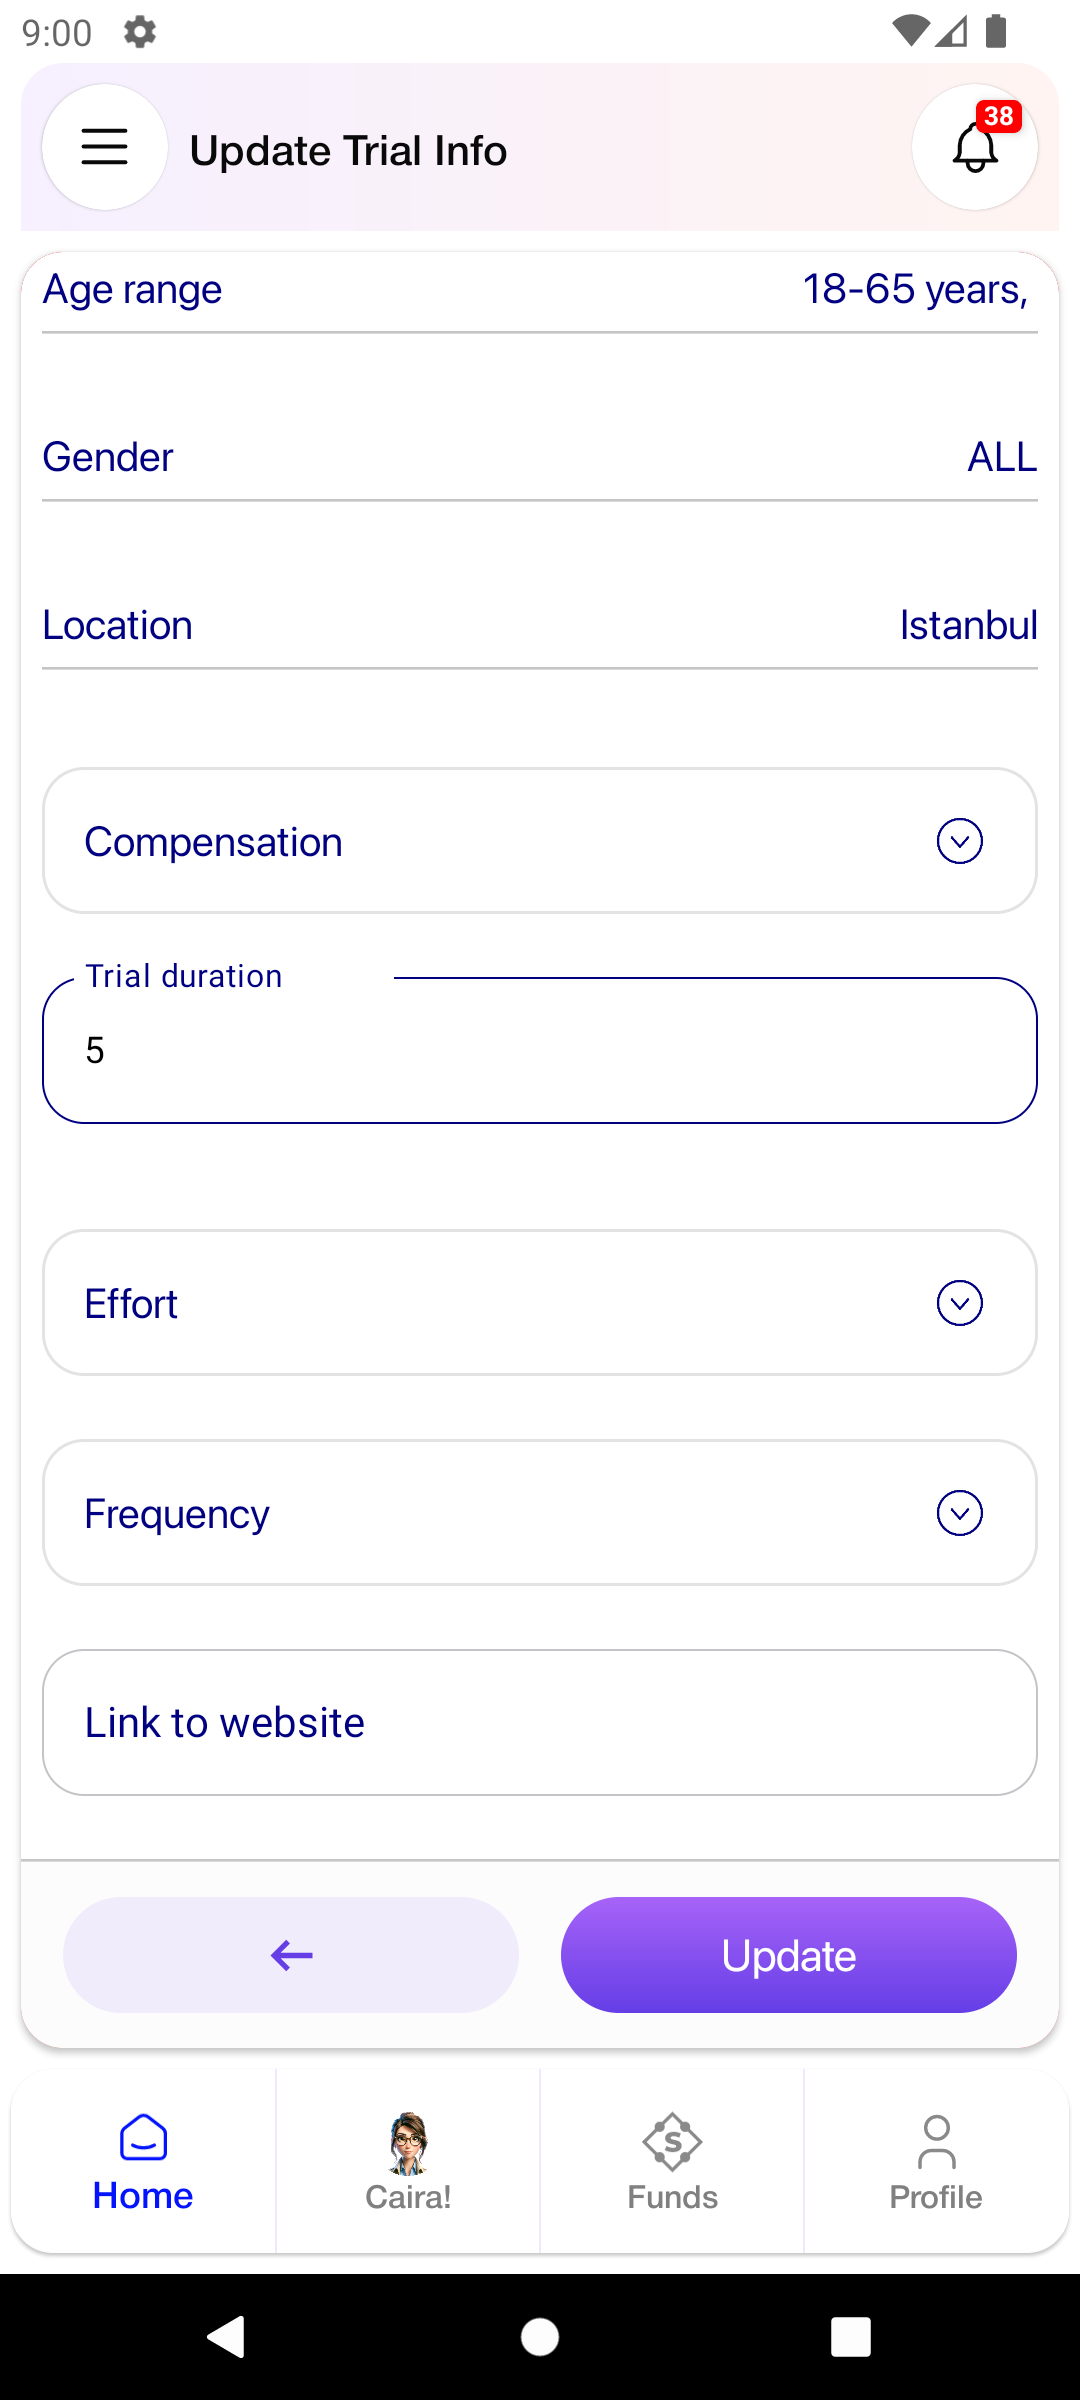 9:00
38
Update Trial Info
Age range 18-65 years,
Gender ALL
Location Istanbul
Compensation
Trial duration
5
Effort
Frequency
Link to website
Update
Home Caira! Funds Profile